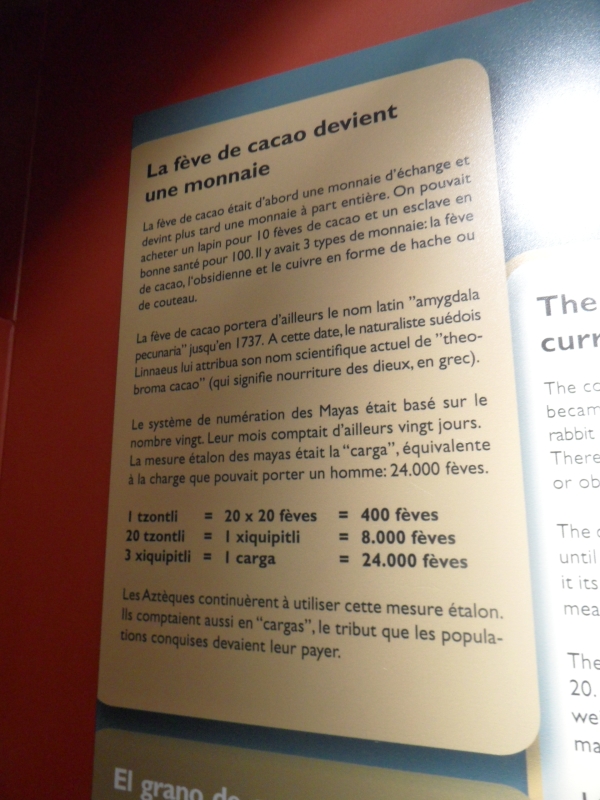 La fève de cacao devient
une monnaie
La fève de cacao était d'abord une monnaie d'échange et
devint plus tard une monnaie à part entière. On pouvait
acheter un lapin pour 10 fèves de cacao et un esclave en
bonne santé pour 100. Il y avait 3 types de monnaie: la fève
de cacao, l'obsidienne et le cuivre en forme de hache ou
de couteau.
La fève de cacao portera d'ailleurs le nom latin "amygdala
pecunaria" jusqu'en 1737. A cette date, le naturaliste suédois
Linnaeus lui attribua son nom scientifique actuel de "theo-
broma cacao" (qui signifie nourriture des dieux, en grec).
Le système de numération des Mayas était basé sur le
nombre vingt. Leur mois comptait d'ailleurs vingt jours.
La mesure étalon des mayas était la "carga", équivalente
à la charge que pouvait porter un homme: 24.000 fèves.
1 tzontli = 20 x 20 fèves = 400 fèves
20 tzontli = 1 xiquipitli = 8.000 fèves
3 xiquipitli = 1 carga = 24.000 fèves
Les Aztèques continuèrent à utiliser cette mesure étalon.
Ils comptaient aussi en "cargas", le tribut que les popula-
tions conquises devaient leur payer.
El grano de
The
curr
The co
becam
rabbit
There
or ob
The c
until
it its
mea
The
20.
wei
ma